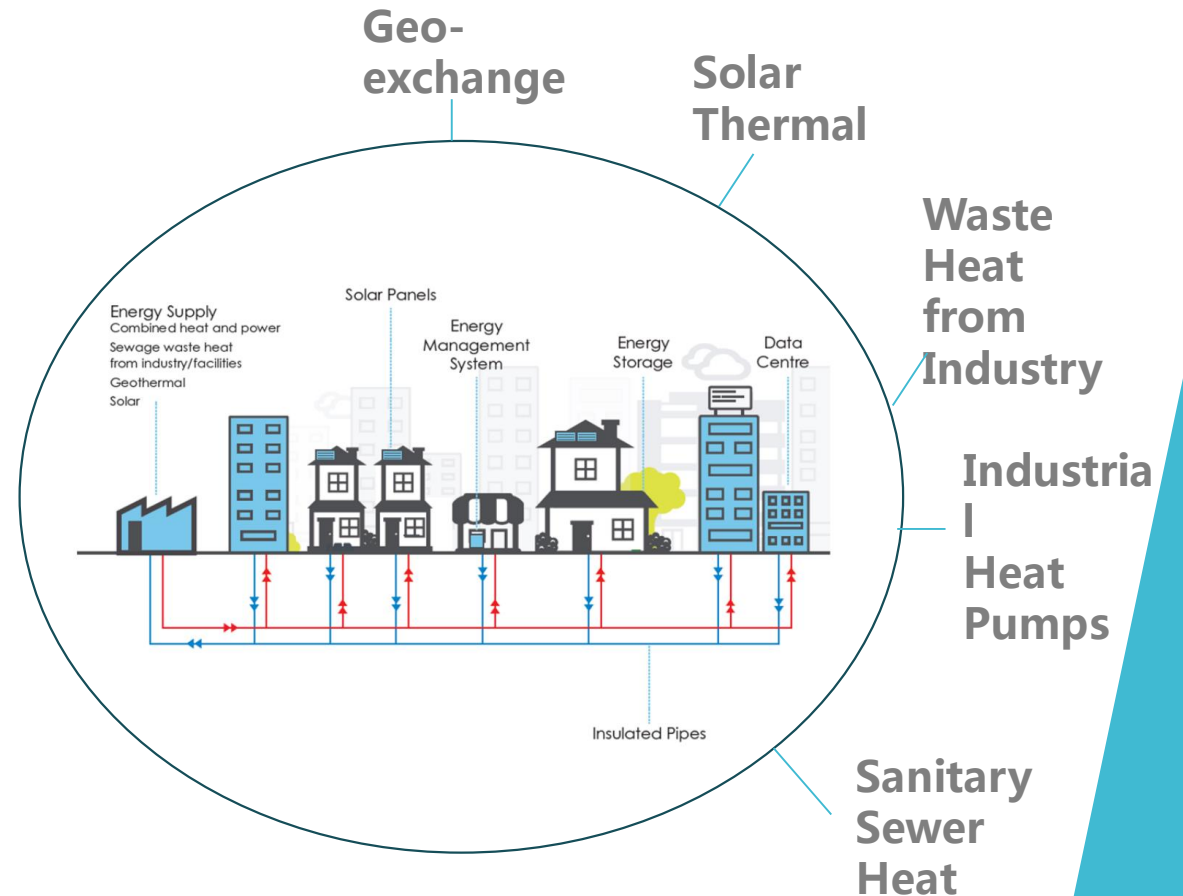 Geo-
exchange
Solar
Thermal
Waste
Heat
from
Industry
Industria
l
Heat
Pumps
Sanitary
Sewer
Heat
Energy Supply
Combined heat and power
Sewage waste heat
from industry/facilities
Geothermal
Solar
Solar Panels
Energy
Management
System
Energy
Storage
Data
Centre
Insulated Pipes